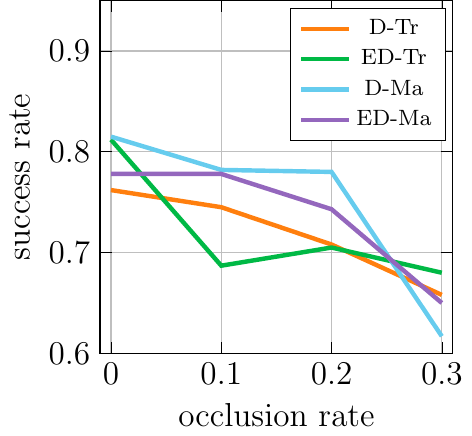 D-Tr
ED-Tr
D-Ma
ED-Ma
0.9
0.8
0.7
0.6
success rate
0 0.1 0.2 0.3
occlusion rate